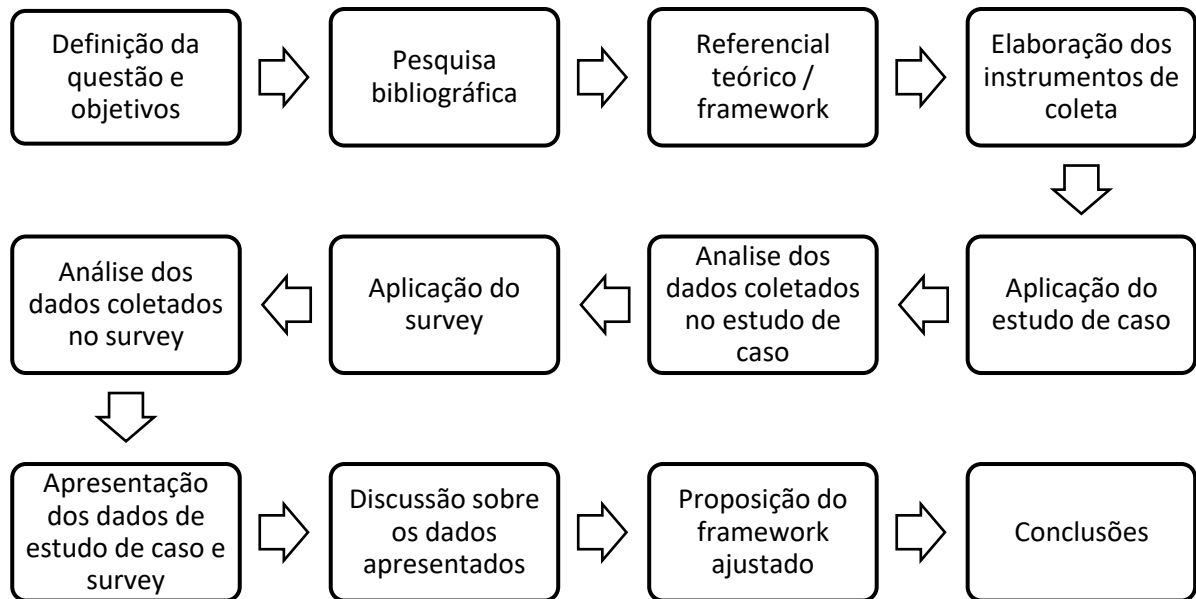 Definição da
questão e
objetivos
Pesquisa
bibliográfica
Referencial
teórico /
framework
Elaboração dos
instrumentos de
coleta
Aplicação do
estudo de caso
Analise dos
dados coletados
no estudo de
caso
Aplicação do
survey
Análise dos
dados coletados
no survey
Apresentação
dos dados de
estudo de caso e
survey
Discussão sobre
os dados
apresentados
Proposição do
framework
ajustado
Conclusões